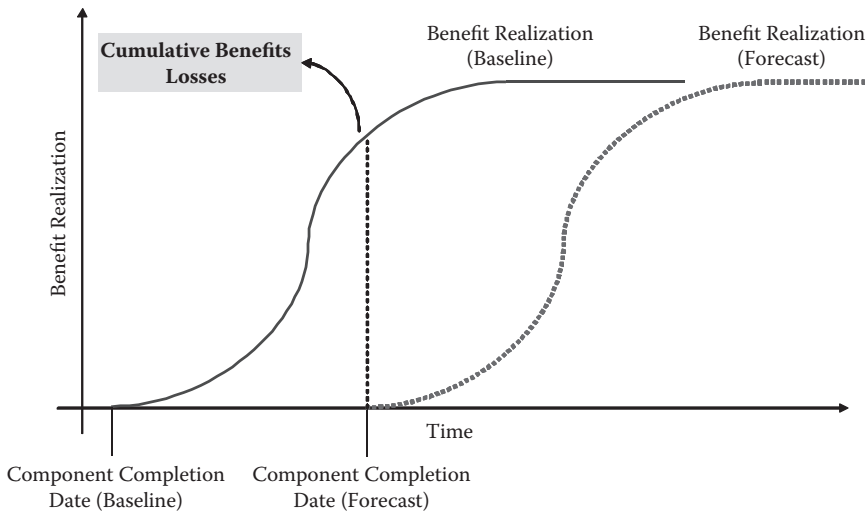 Cumulative Benefits
Losses
Benefit Realization
(Baseline)
Benefit Realization
(Forecast)
Benefit Realization
Time
Component Completion
Date (Baseline)
Component Completion
Date (Forecast)